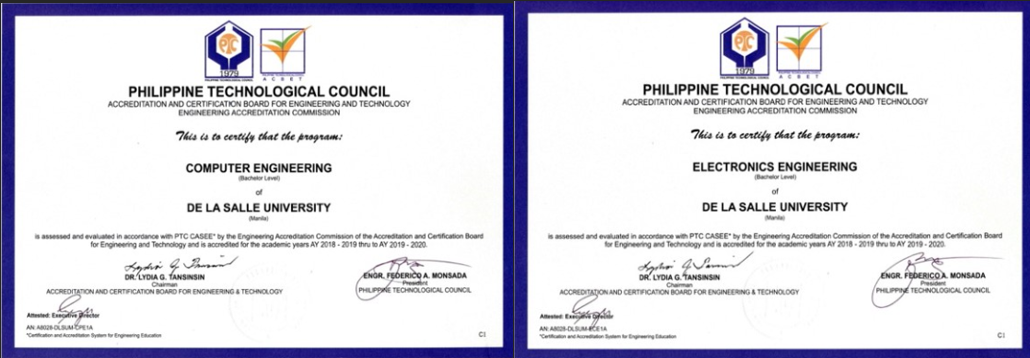 PTC
1979
PHILIPPINE TECHNOLOGICAL COUNCIL
ACBET
PHILIPPINE TECHNOLOGICAL COUNCIL
ACCREDITATION AND CERTIFICATION BOARD FOR ENGINEERING AND TECHNOLOGY
ENGINEERING ACCREDITATION COMMISSION
This is to certify that the program:
COMPUTER ENGINEERING
(Bachelor Level)
of
DE LA SALLE UNIVERSITY
(Manila)
is assessed and evaluated in accordance with PTC CASEE* by the Engineering Accreditation Commission of the Accreditation and Certification Board
for Engineering and Technology and is accredited for the academic years AY 2018 - 2019 thru to AY 2019 - 2020.
DR. LYDIA G. TANSINSIN
Chairman
ACCREDITATION AND CERTIFICATION BOARD FOR ENGINEERING & TECHNOLOGY
ENGR. FEDERICO A. MONSADA
President
PHILIPPINE TECHNOLOGICAL COUNCIL
Attested: Executive Director
AN: A8028-DLSUM-CPE1A
*Certification and Accreditation System for Engineering Education
C1
PTC
1979
PHILIPPINE TECHNOLOGICAL COUNCIL
ACBET
PHILIPPINE TECHNOLOGICAL COUNCIL
ACCREDITATION AND CERTIFICATION BOARD FOR ENGINEERING AND TECHNOLOGY
ENGINEERING ACCREDITATION COMMISSION
This is to certify that the program:
ELECTRONICS ENGINEERING
(Bachelor Level)
of
DE LA SALLE UNIVERSITY
(Manila)
is assessed and evaluated in accordance with PTC CASEE* by the Engineering Accreditation Commission of the Accreditation and Certification Board
for Engineering and Technology and is accredited for the academic years AY 2018 - 2019 thru to AY 2019 - 2020.
DR. LYDIA G. TANSINSIN
Chairman
ACCREDITATION AND CERTIFICATION BOARD FOR ENGINEERING & TECHNOLOGY
ENGR. FEDERICO A. MONSADA
President
PHILIPPINE TECHNOLOGICAL COUNCIL
Attested: Executive Director
AN: A8028-DLSUM-ECE1A
*Certification and Accreditation System for Engineering Education
C1